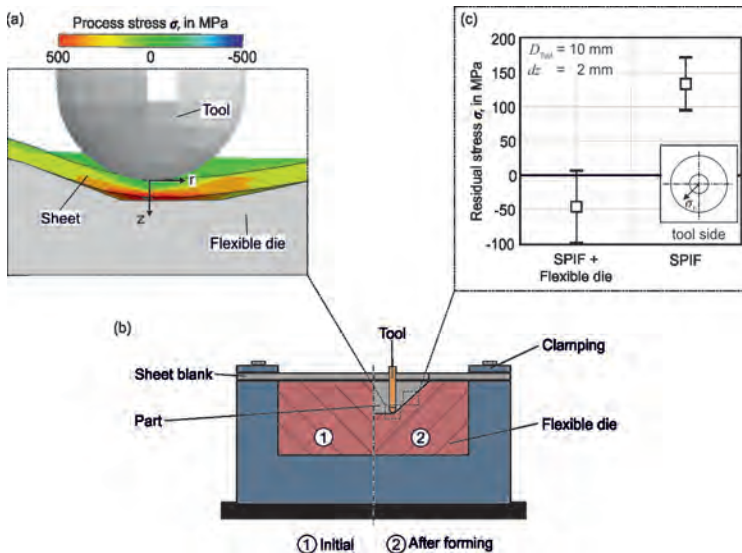 (a)
Process stress σr in MPa
500 0 -500
Tool
r
Sheet
z
Flexible die
(c)
Residual stress σr in MPa
200
150
100
50
0
-50
-100
DTool = 10 mm
dz = 2 mm
σr
tool side
SPIF +
Flexible die
SPIF
(b)
Tool
Clamping
Sheet blank
Part
Flexible die
1
2
1 Initial 2 After forming